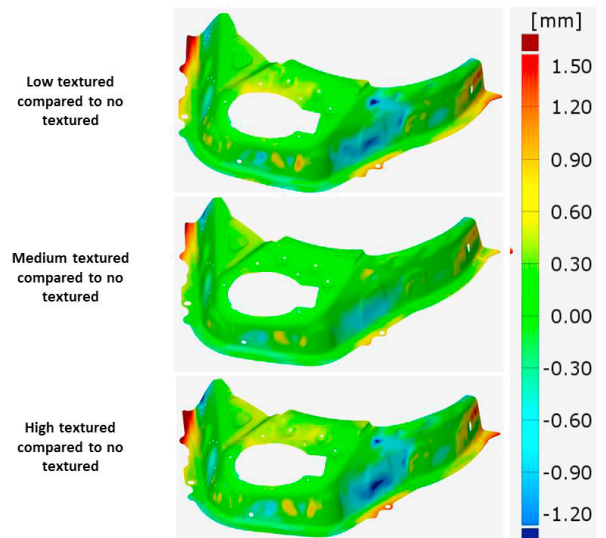 [mm]
Low textured
compared to no
textured
1.50
1.20
0.90
0.60
Medium textured
compared to no
textured
0.30
0.00
-0.30
High textured
compared to no
textured
-0.60
-0.90
-1.20